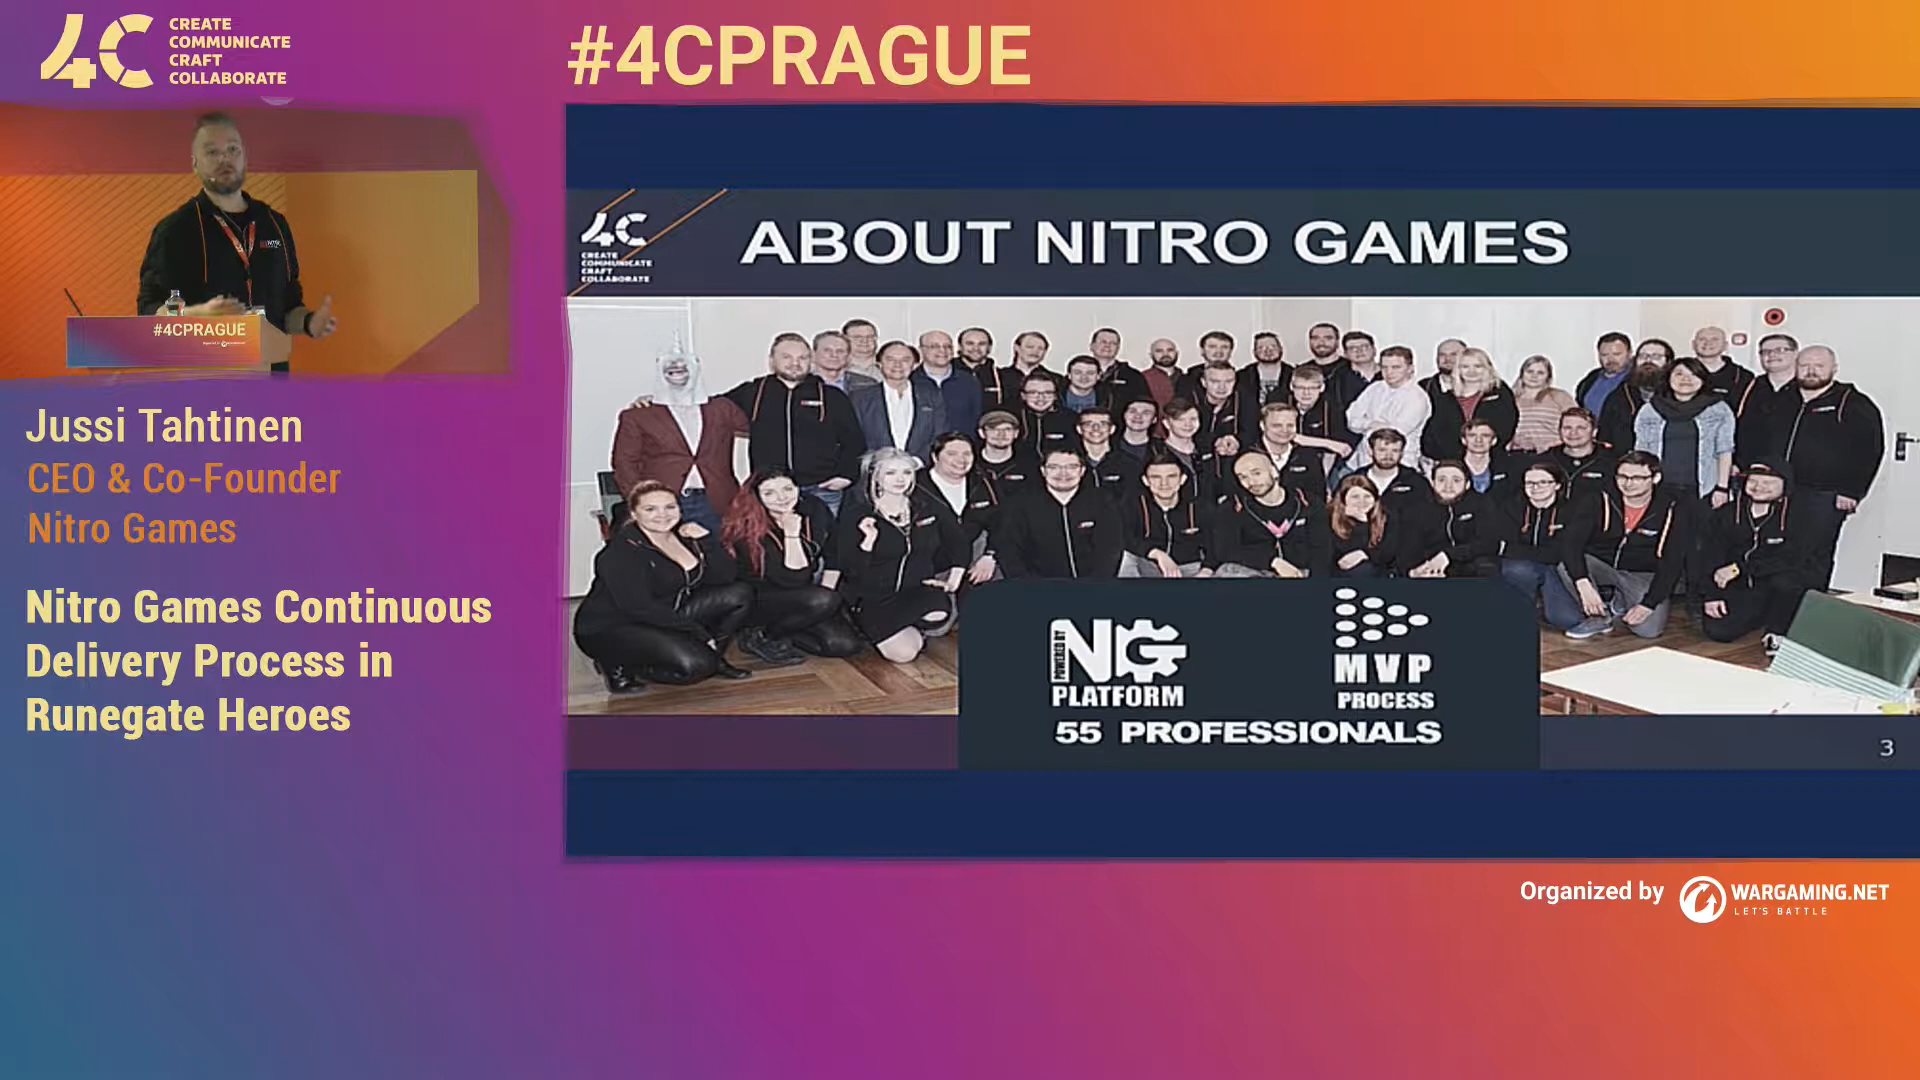 4C
CREATE
COMMUNICATE
CRAFT
COLLABORATE
#4CPRAGUE
#4CPRAGUE
Jussi Tahtinen
CEO & Co-Founder
Nitro Games
Nitro Games Continuous
Delivery Process in
Runegate Heroes
4C
CREATE
COMMUNICATE
CRAFT
COLLABORATE
ABOUT NITRO GAMES
POWERED BY
NG
PLATFORM
MVP
PROCESS
55 PROFESSIONALS
3
Organized by
WARGAMING.NET
LET'S BATTLE